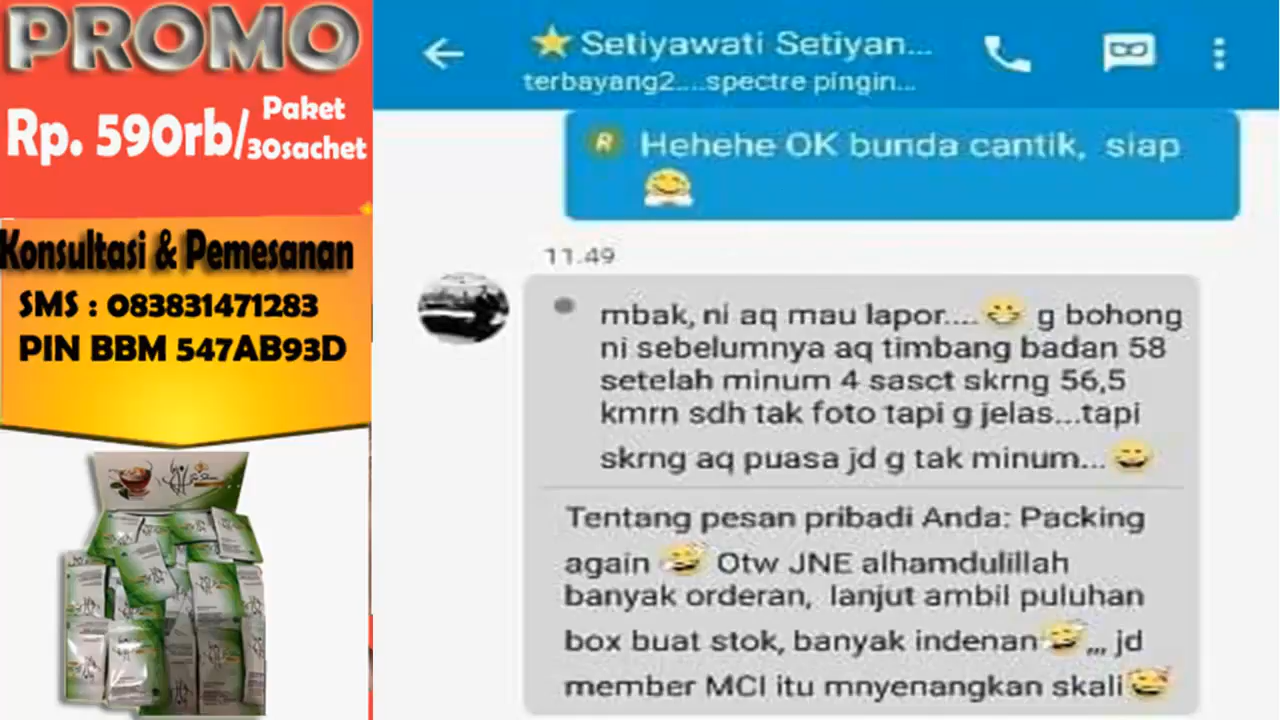 PROMO
Rp. 590rb/
Paket
30sachet
Konsultasi & Pemesanan
SMS : 083831471283
PIN BBM 547AB93D
Setiyawati Setiyan...
terbayang2....spectre pingin...
R Hehehe OK bunda cantik, siap
🤗
11.49
mbak, ni aq mau lapor....😁 g bohong
ni sebelumnya aq timbang badan 58
setelah minum 4 sasct skrng 56,5
kmrn sdh tak foto tapi g jelas...tapi
skrng aq puasa jd g tak minum...😄
Tentang pesan pribadi Anda: Packing
again 😅 Otw JNE alhamdulillah
banyak orderan, lanjut ambil puluhan
box buat stok, banyak indenan😅,,, jd
member MCI itu mnyenangkan skali😅